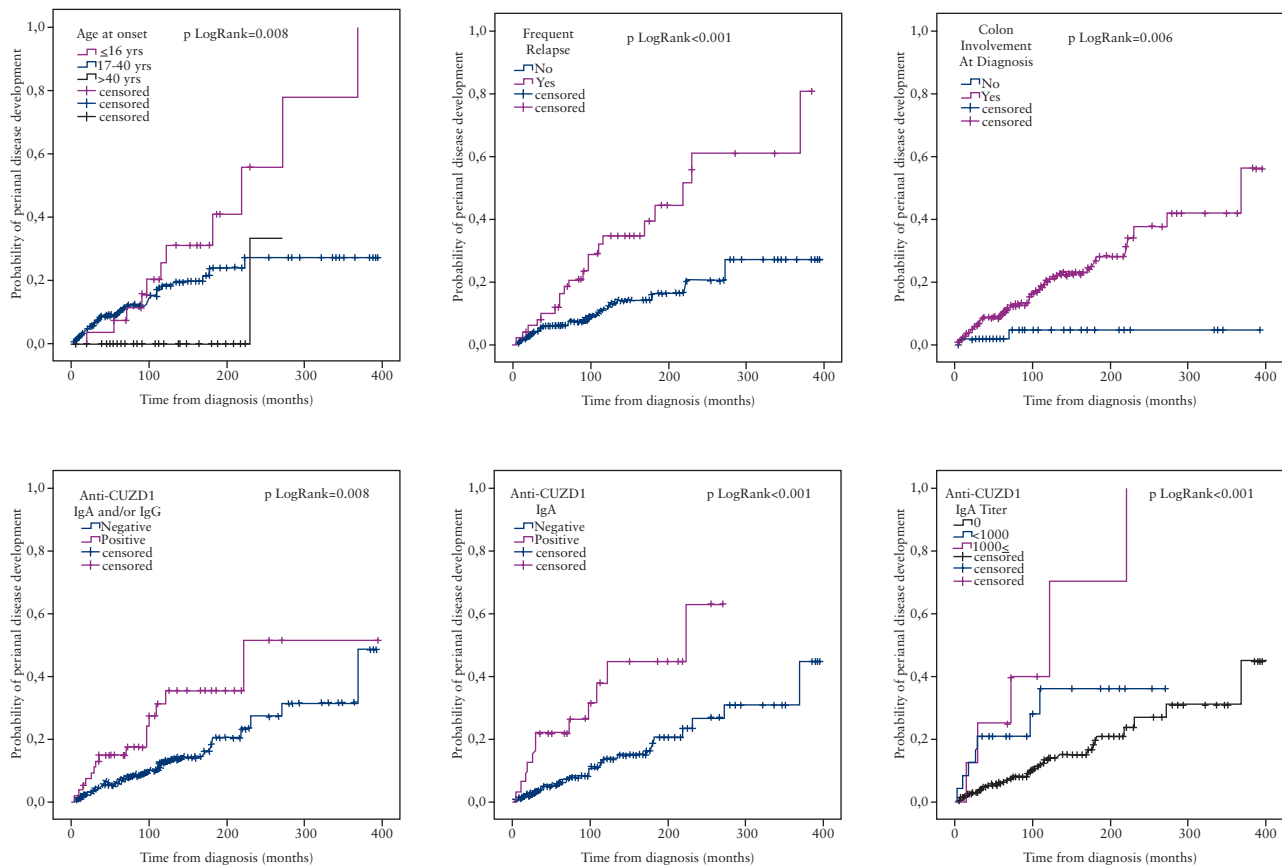 Age at onset
p LogRank=0.008
≤16 yrs
17-40 yrs
>40 yrs
censored
censored
censored
Probability of perianal disease development
1,0
0,8
0,6
0,4
0,2
0,0
0
100
200
300
400
Time from diagnosis (months)
Frequent
Relapse
p LogRank<0.001
No
Yes
censored
censored
Probability of perianal disease development
1,0
0,8
0,6
0,4
0,2
0,0
0
100
200
300
400
Time from diagnosis (months)
Colon
Involvement
At Diagnosis
p LogRank=0.006
No
Yes
censored
censored
Probability of perianal disease development
1,0
0,8
0,6
0,4
0,2
0,0
0
100
200
300
400
Time from diagnosis (months)
Anti-CUZD1
IgA and/or IgG
p LogRank=0.008
Negative
Positive
censored
censored
Probability of perianal disease development
1,0
0,8
0,6
0,4
0,2
0,0
0
100
200
300
400
Time from diagnosis (months)
Anti-CUZD1
IgA
p LogRank<0.001
Negative
Positive
censored
censored
Probability of perianal disease development
1,0
0,8
0,6
0,4
0,2
0,0
0
100
200
300
400
Time from diagnosis (months)
Anti-CUZD1
IgA Titer
p LogRank<0.001
0
<1000
1000≤
censored
censored
censored
Probability of perianal disease development
1,0
0,8
0,6
0,4
0,2
0,0
0
100
200
300
400
Time from diagnosis (months)